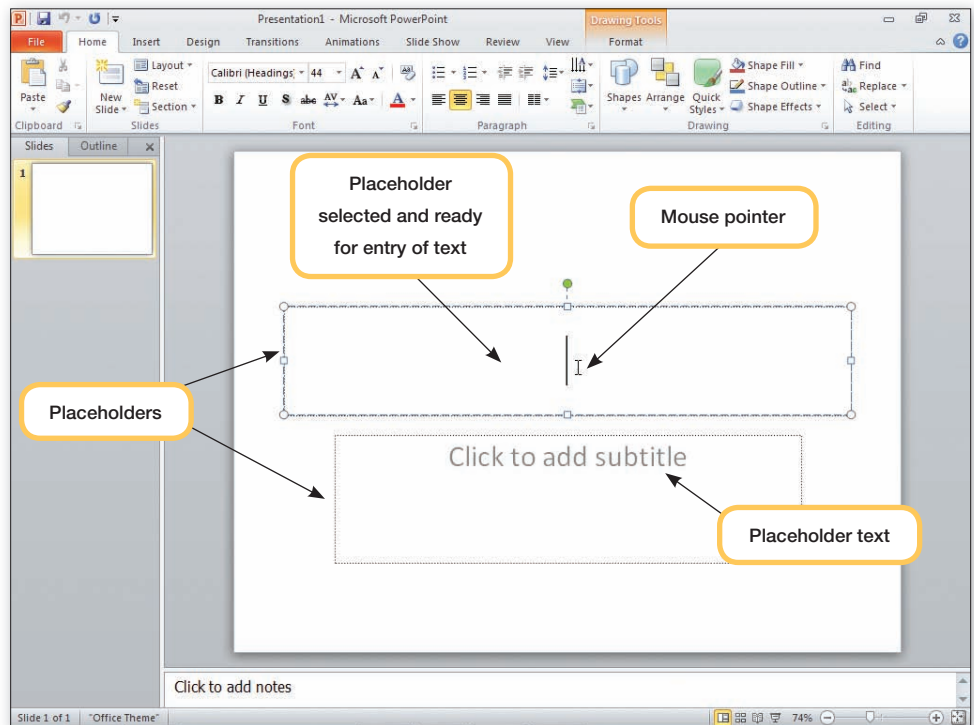 Presentation1 - Microsoft PowerPoint
Drawing Tools
File Home Insert Design Transitions Animations Slide Show Review View Format
Paste
New
Slide
Layout
Reset
Section
Calibri (Headings) 44
B I U S abc AV Aa A
Shapes Arrange Quick
Styles
Shape Fill
Shape Outline
Shape Effects
Find
Replace
Select
Clipboard Slides Font Paragraph Drawing Editing
Slides Outline
1
Placeholder
selected and ready
for entry of text
Mouse pointer
Placeholders
Click to add subtitle
Placeholder text
Click to add notes
Slide 1 of 1 "Office Theme" 74%